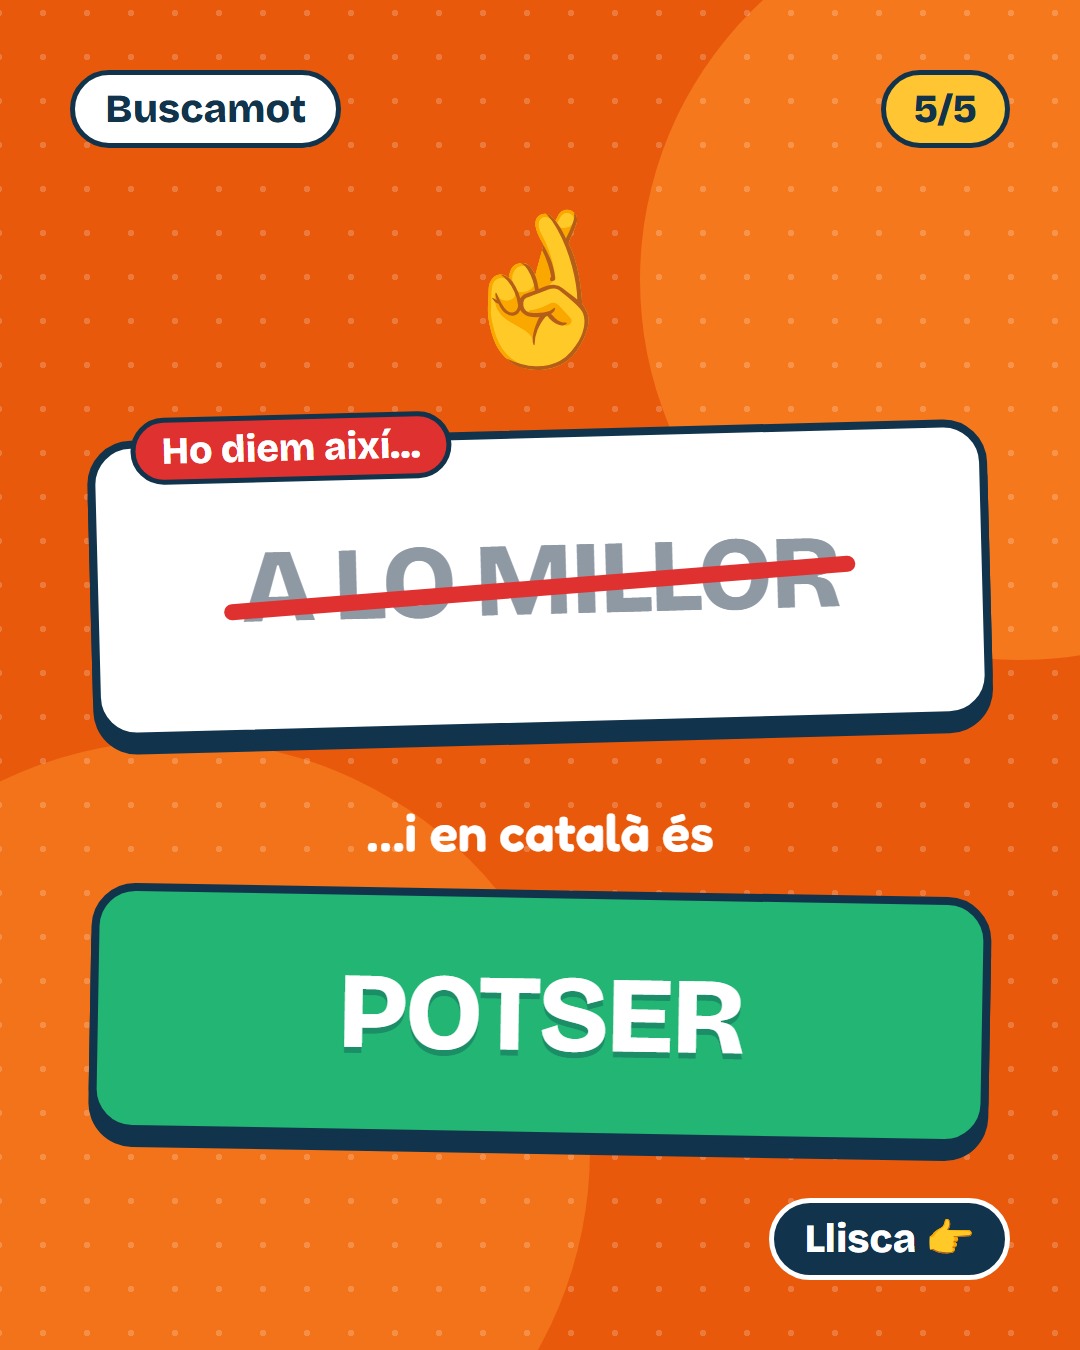 Buscamot
5/5
Ho diem així...
A LO MILLOR
...i en català és
POTSER
Llisca 👉